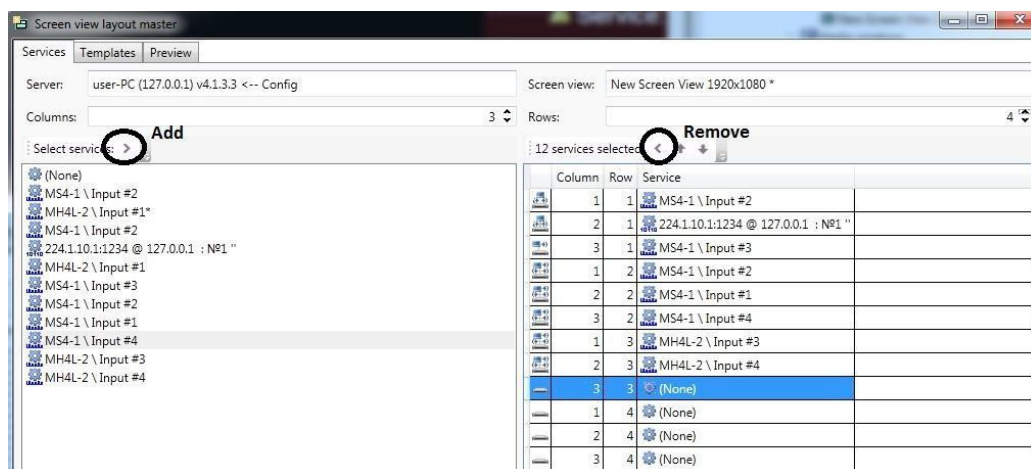 Screen view layout master
Services Templates Preview
Server: user-PC (127.0.0.1) v4.1.3.3 <-- Config
Screen view: New Screen View 1920x1080 *
Columns: 3
Rows: 4
Add
Remove
Select services:
12 services selected
(None)
MS4-1 \ Input #2
MH4L-2 \ Input #1*
MS4-1 \ Input #2
224.1.10.1:1234 @ 127.0.0.1 : №1 "
MH4L-2 \ Input #1
MS4-1 \ Input #3
MS4-1 \ Input #2
MS4-1 \ Input #1
MS4-1 \ Input #4
MH4L-2 \ Input #3
MH4L-2 \ Input #4
Column Row Service
1 1 MS4-1 \ Input #2
2 1 224.1.10.1:1234 @ 127.0.0.1 : №1 "
3 1 MS4-1 \ Input #3
1 2 MS4-1 \ Input #2
2 2 MS4-1 \ Input #1
3 2 MS4-1 \ Input #4
1 3 MH4L-2 \ Input #3
2 3 MH4L-2 \ Input #4
3 3 (None)
1 4 (None)
2 4 (None)
3 4 (None)